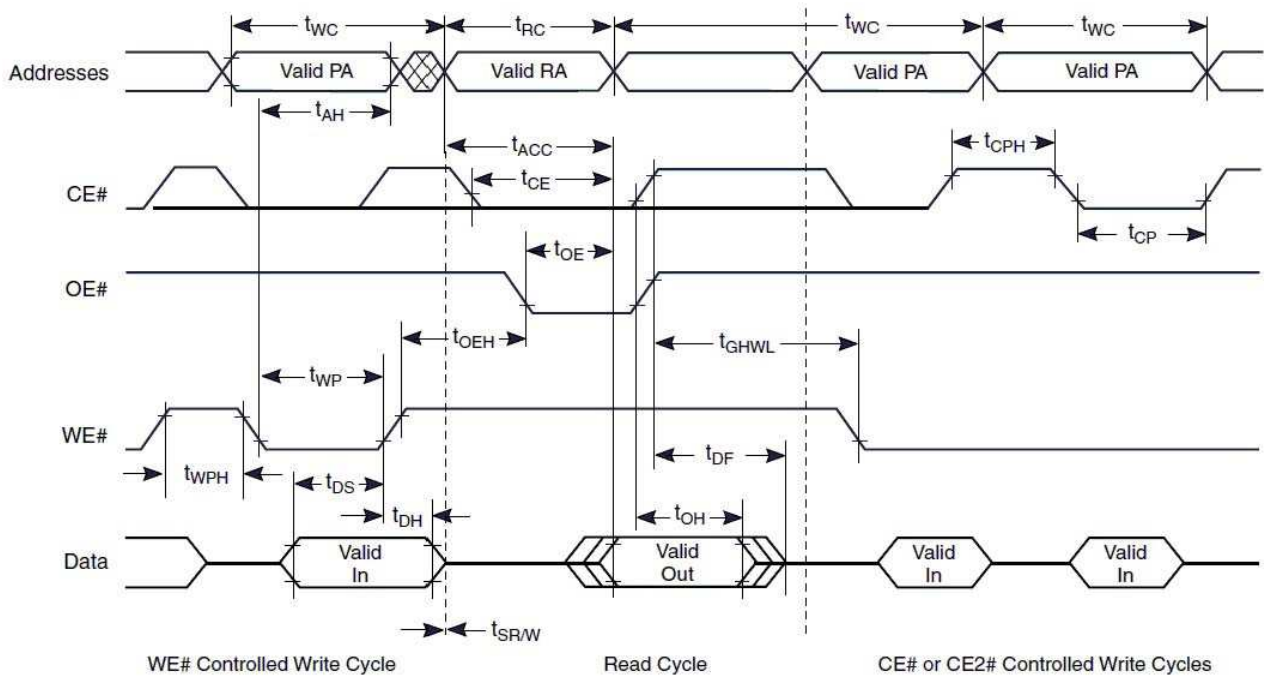 tWC tRC tWC tWC
Addresses Valid PA Valid RA Valid PA Valid PA
tAH
tACC tCPH
CE# tCE
tOE tCP
OE#
tOEH tGHWL
tWP
WE#
tWPH tDS tDF
tDH tOH
Data Valid In Valid Out Valid In Valid In
tSR/W
WE# Controlled Write Cycle Read Cycle CE# or CE2# Controlled Write Cycles